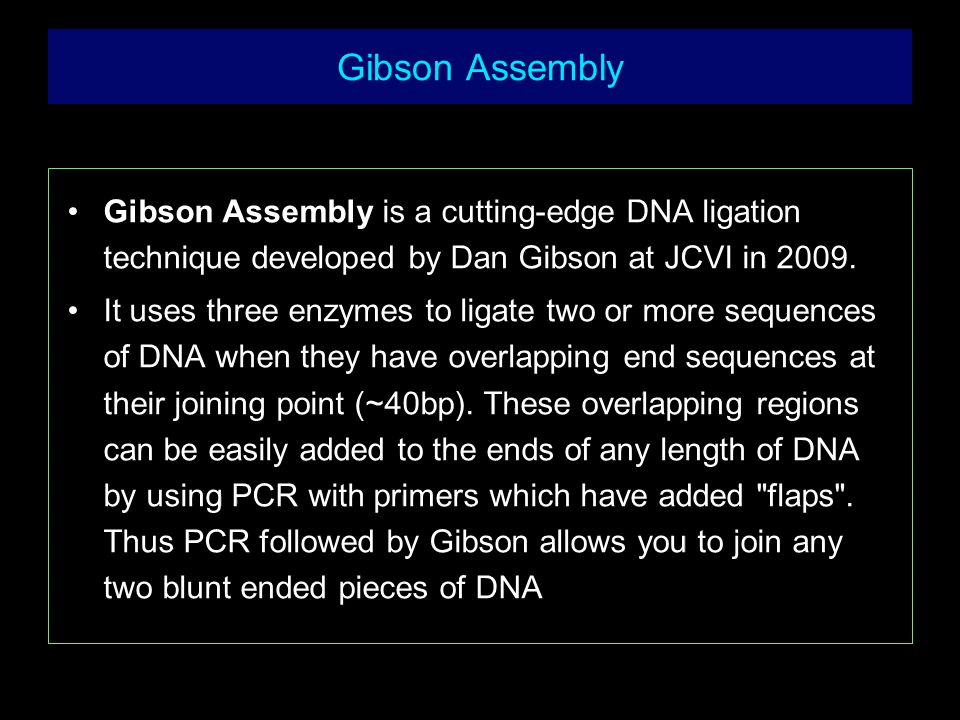 Gibson Assembly
• Gibson Assembly is a cutting-edge DNA ligation
technique developed by Dan Gibson at JCVI in 2009.
• It uses three enzymes to ligate two or more sequences
of DNA when they have overlapping end sequences at
their joining point (~40bp). These overlapping regions
can be easily added to the ends of any length of DNA
by using PCR with primers which have added "flaps".
Thus PCR followed by Gibson allows you to join any
two blunt ended pieces of DNA